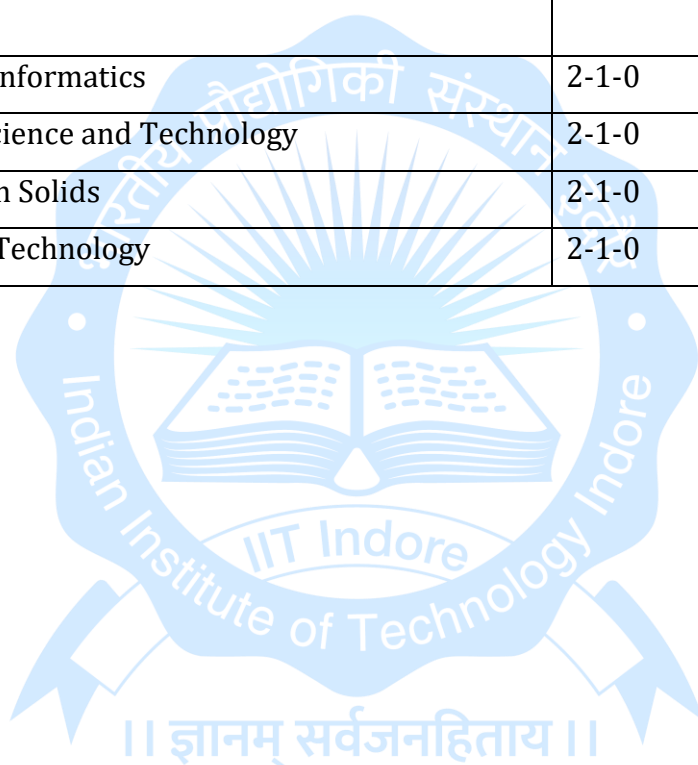 nformatics 2-1-0
cience and Technology 2-1-0
n Solids 2-1-0
Technology 2-1-0
भारतीय प्रौद्योगिकी संस्थान इंदौर
Indian Institute of Technology Indore
IIT Indore
।। ज्ञानम् सर्वजनहिताय ।।